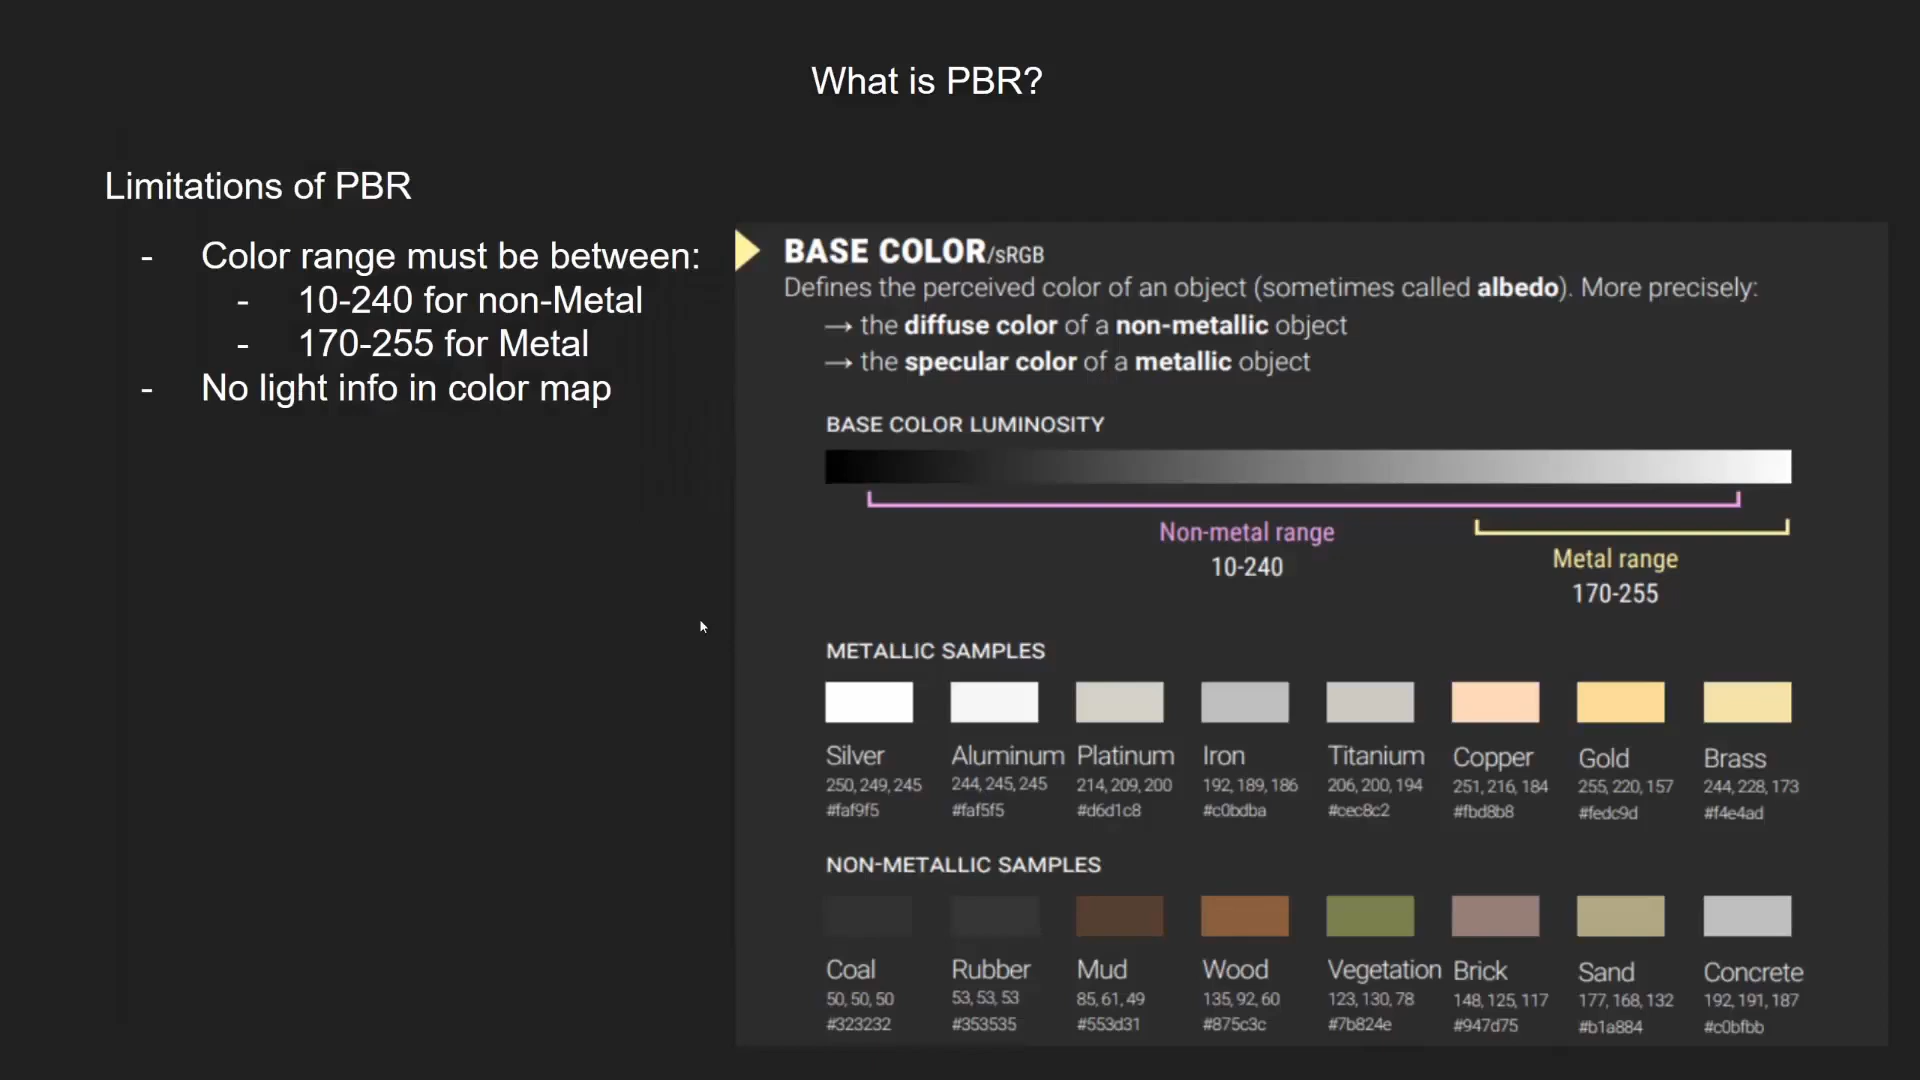 What is PBR?
Limitations of PBR
- Color range must be between:
- 10-240 for non-Metal
- 170-255 for Metal
- No light info in color map
BASE COLOR/sRGB
Defines the perceived color of an object (sometimes called albedo). More precisely:
→ the diffuse color of a non-metallic object
→ the specular color of a metallic object
BASE COLOR LUMINOSITY
Non-metal range
10-240
Metal range
170-255
METALLIC SAMPLES
Silver Aluminum Platinum Iron Titanium Copper Gold Brass
250, 249, 245 244, 245, 245 214, 209, 200 192, 189, 186 206, 200, 194 251, 216, 184 255, 220, 157 244, 228, 173
#faf9f5 #faf5f5 #d6d1c8 #c0bdba #cec8c2 #fbd8b8 #fedc9d #f4e4ad
NON-METALLIC SAMPLES
Coal Rubber Mud Wood Vegetation Brick Sand Concrete
50, 50, 50 53, 53, 53 85, 61, 49 135, 92, 60 123, 130, 78 148, 125, 117 177, 168, 132 192, 191, 187
#323232 #353535 #553d31 #875c3c #7b824e #947d75 #b1a884 #c0bfbb